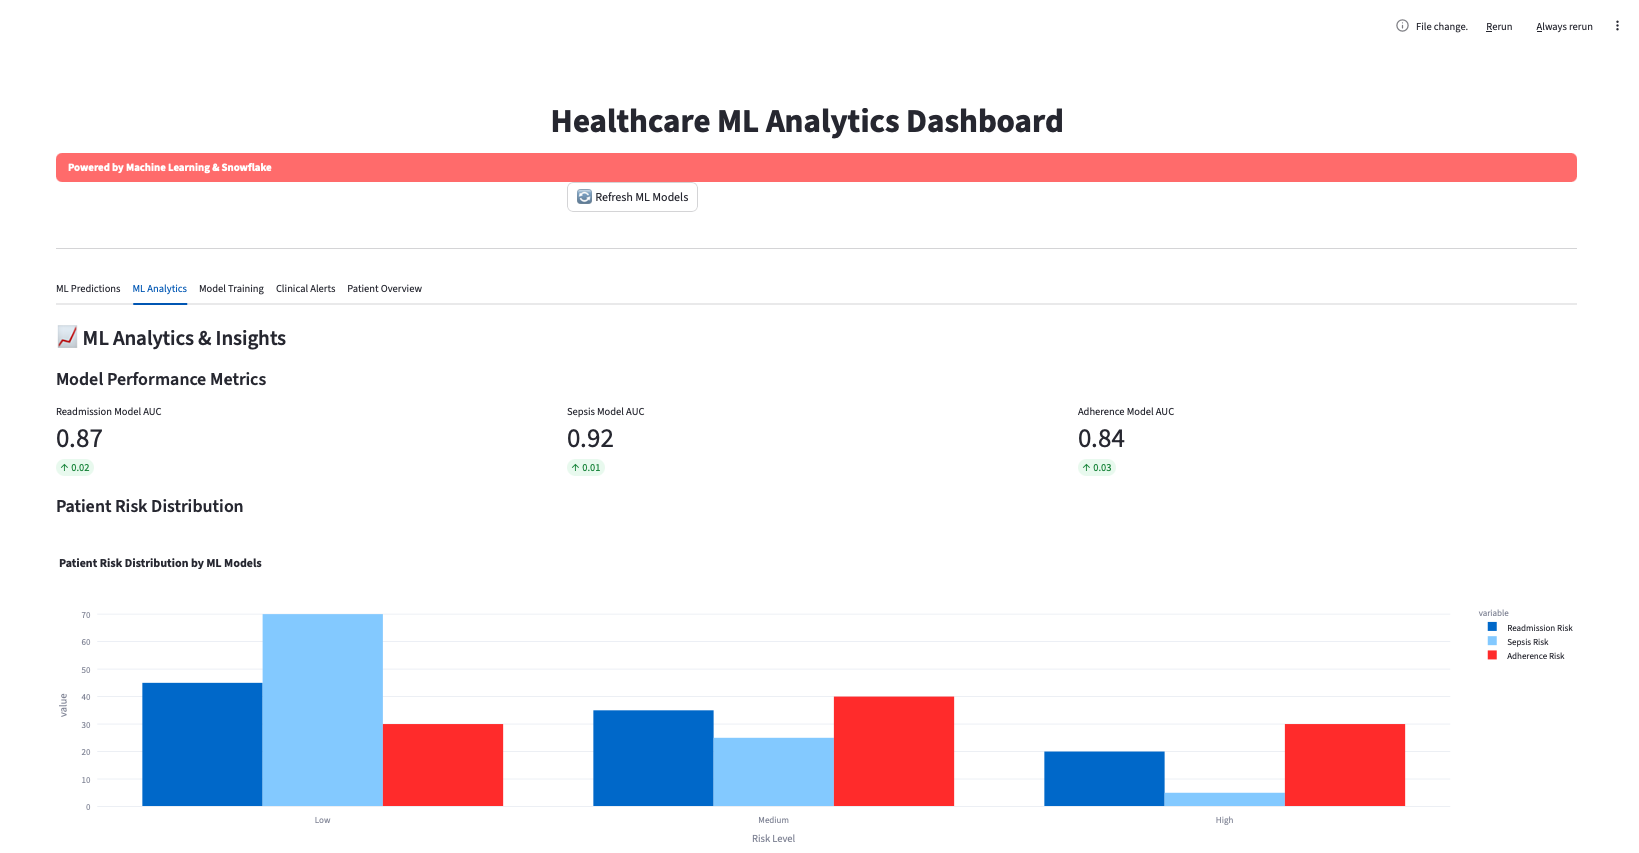 File change. Rerun Always rerun
Healthcare ML Analytics Dashboard
Powered by Machine Learning & Snowflake
Refresh ML Models
ML Predictions ML Analytics Model Training Clinical Alerts Patient Overview
ML Analytics & Insights
Model Performance Metrics
Readmission Model AUC
0.87
↑ 0.02
Sepsis Model AUC
0.92
↑ 0.01
Adherence Model AUC
0.84
↑ 0.03
Patient Risk Distribution
Patient Risk Distribution by ML Models
70
60
50
40
30
20
10
0
value
Low Medium High
Risk Level
variable
Readmission Risk
Sepsis Risk
Adherence Risk